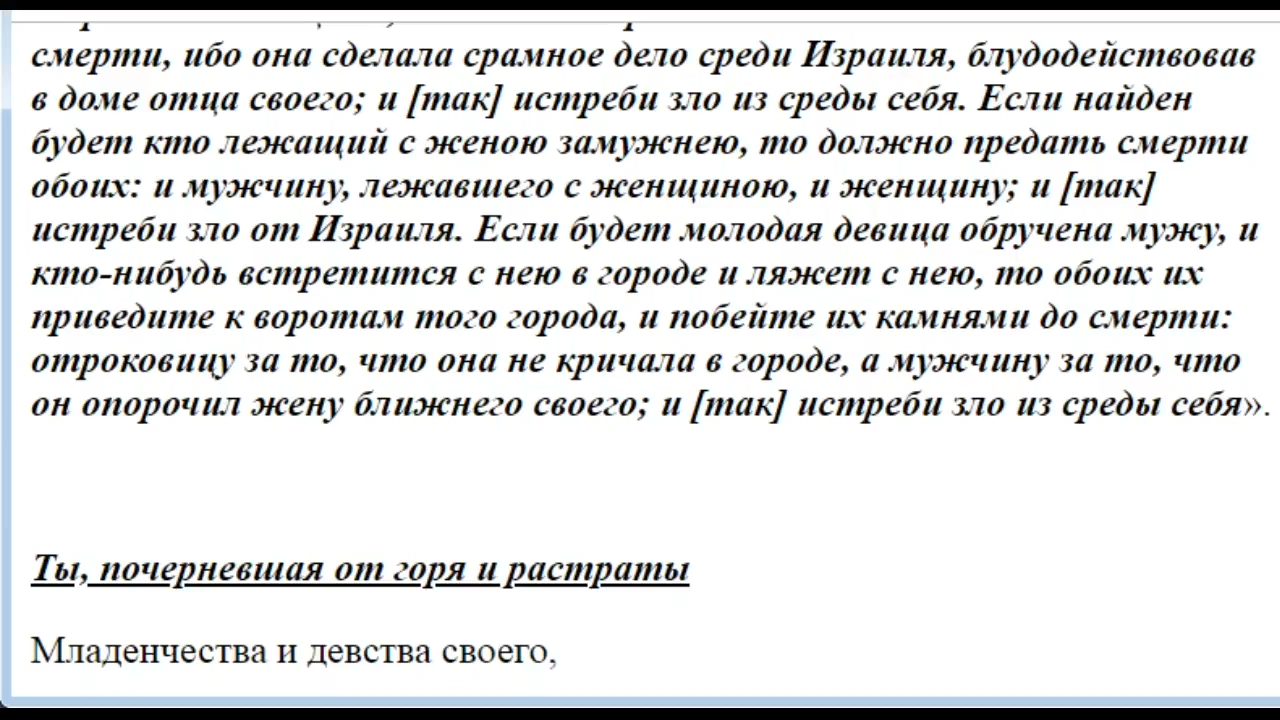 смерти, ибо она сделала срамное дело среди Израиля, блудодействовав
в доме отца своего; и [так] истреби зло из среды себя. Если найден
будет кто лежащий с женою замужнею, то должно предать смерти
обоих: и мужчину, лежавшего с женщиною, и женщину; и [так]
истреби зло от Израиля. Если будет молодая девица обручена мужу, и
кто-нибудь встретится с нею в городе и ляжет с нею, то обоих их
приведите к воротам того города, и побейте их камнями до смерти:
отроковицу за то, что она не кричала в городе, а мужчину за то, что
он опорочил жену ближнего своего; и [так] истреби зло из среды себя».
Ты, почерневшая от горя и растраты
Младенчества и девства своего,